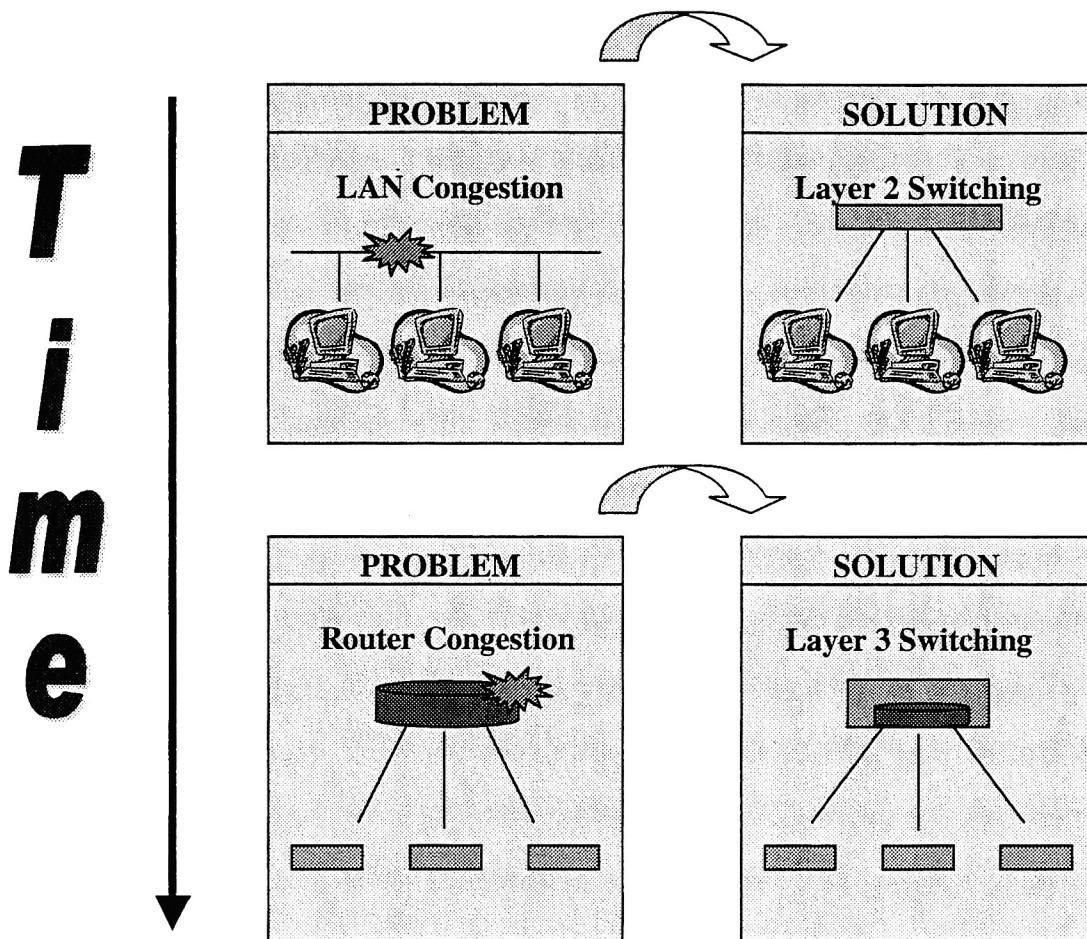 Time
PROBLEM
LAN Congestion
SOLUTION
Layer 2 Switching
PROBLEM
Router Congestion
SOLUTION
Layer 3 Switching